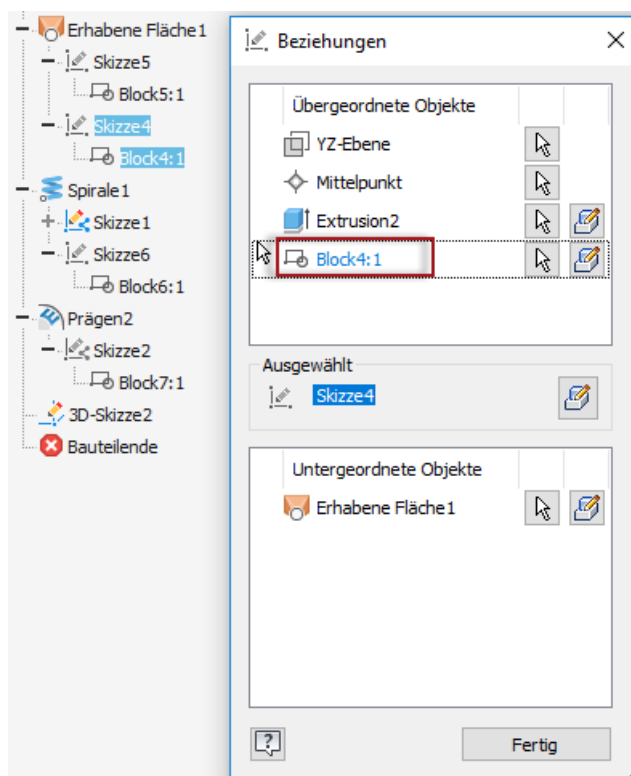 Erhabene Fläche1
Skizze5
Block5:1
Skizze4
Block4:1
Spirale1
Skizze1
Skizze6
Block6:1
Prägen2
Skizze2
Block7:1
3D-Skizze2
Bauteilende
Beziehungen
Übergeordnete Objekte
YZ-Ebene
Mittelpunkt
Extrusion2
Block4:1
Ausgewählt
Skizze4
Untergeordnete Objekte
Erhabene Fläche1
Fertig